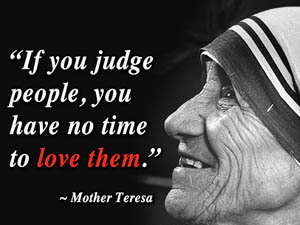 “If you judge
people, you
have no time
to love them.”
~ Mother Teresa